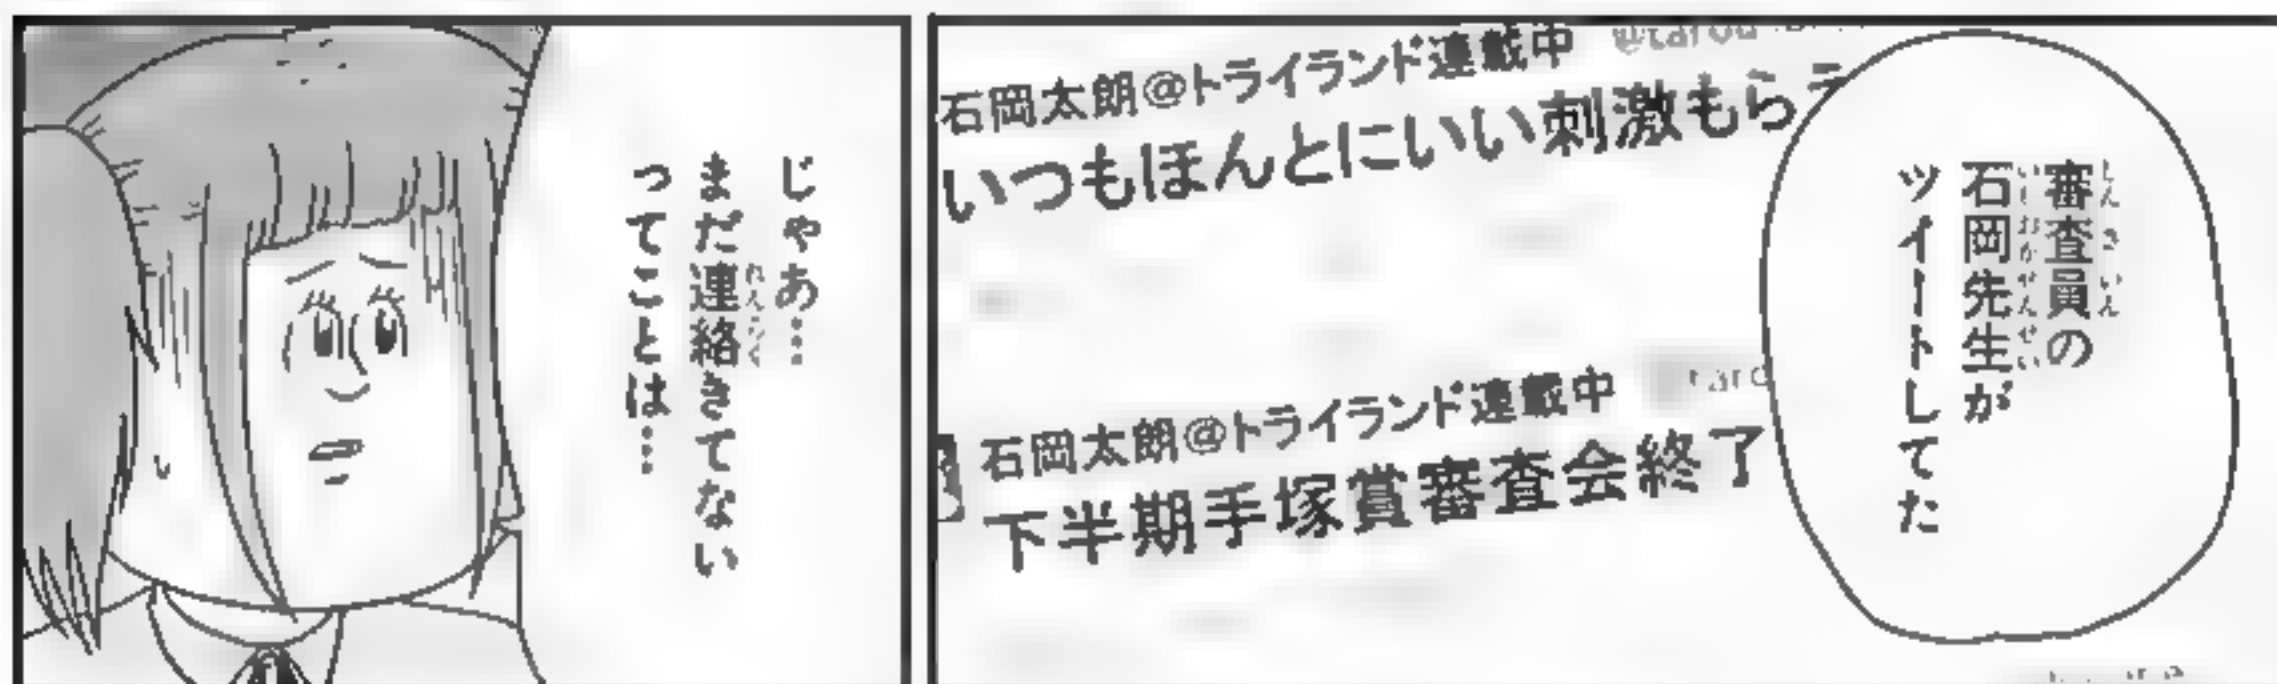 審査員の
石岡先生が
ツイートしてた
石岡太朗@トライランド連載中
いつもほんとにいい刺激もらう
石岡太朗@トライランド連載中
下半期手塚賞審査会終了
じゃあ…
まだ連絡きてない
ってことは…